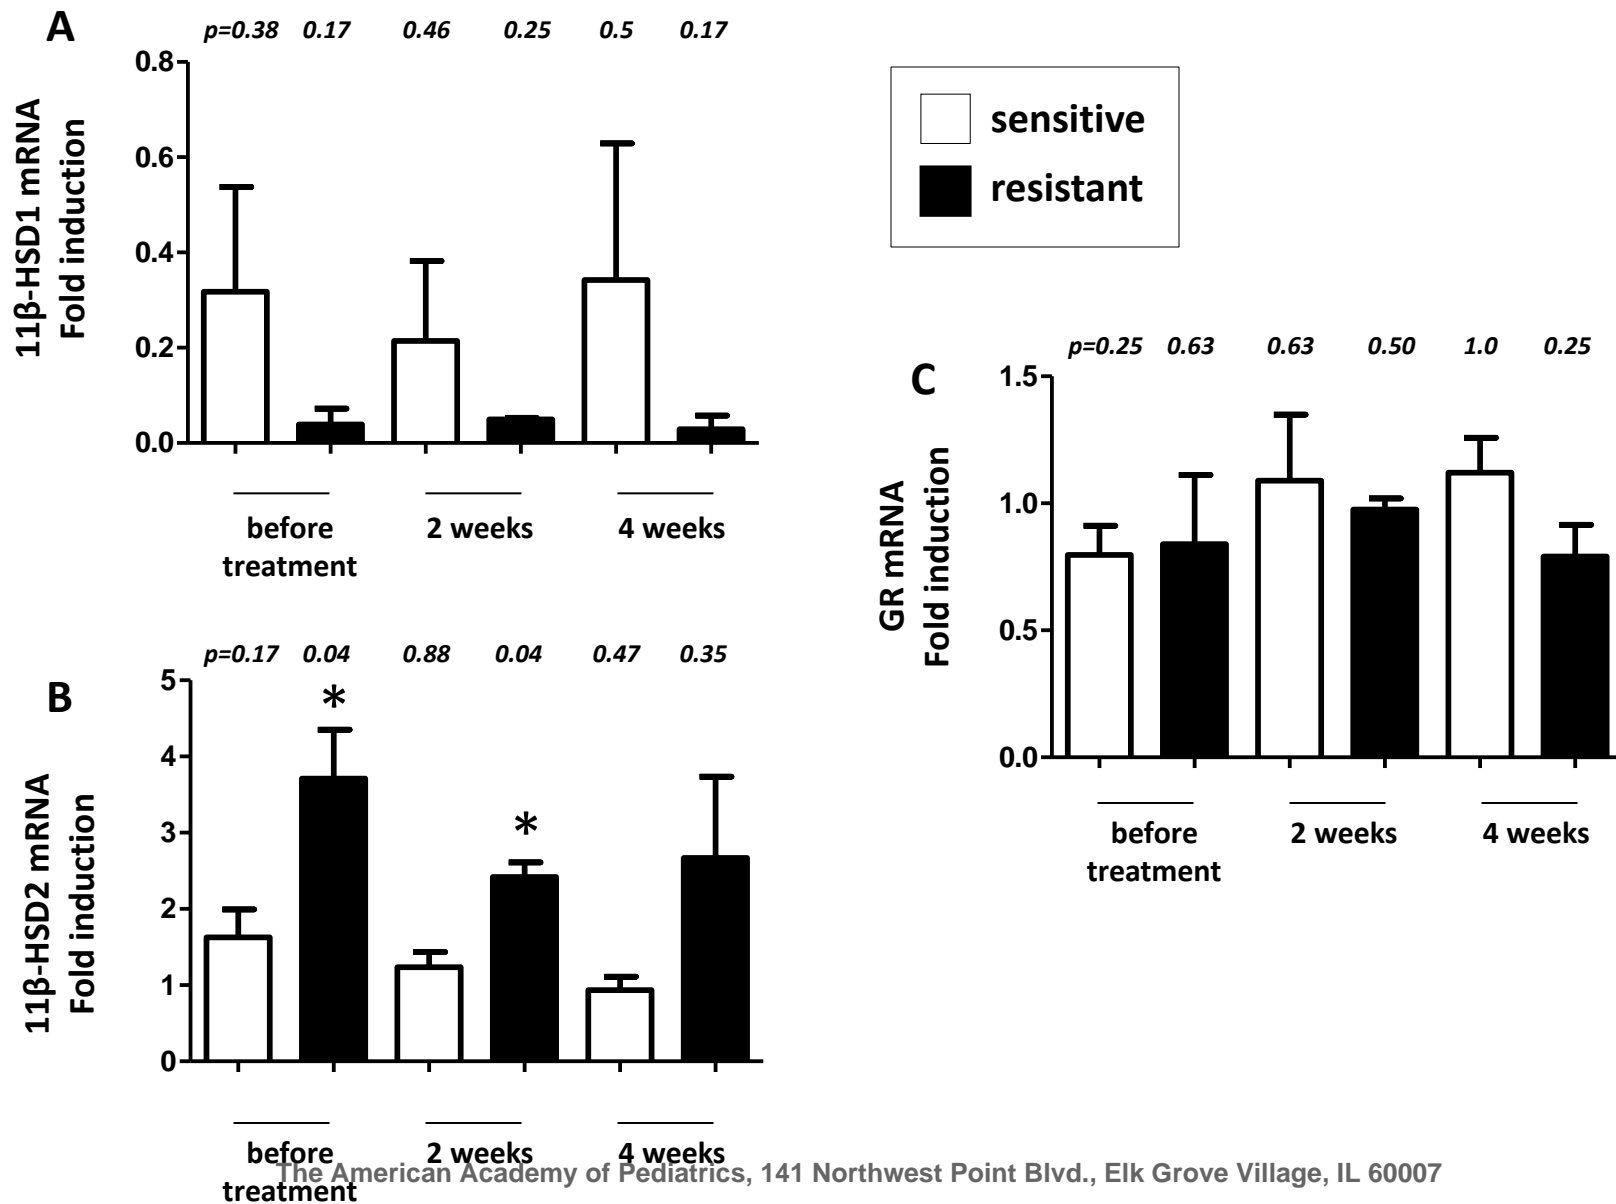 A
p=0.38 0.17 0.46 0.25 0.5 0.17
11β-HSD1 mRNA
Fold induction
0.8
0.6
0.4
0.2
0.0
before
treatment
2 weeks
4 weeks
sensitive
resistant
B
p=0.17 0.04 0.88 0.04 0.47 0.35
11β-HSD2 mRNA
Fold induction
5
4
3
2
1
0
*
*
before
treatment
2 weeks
4 weeks
C
p=0.25 0.63 0.63 0.50 1.0 0.25
GR mRNA
Fold induction
1.5
1.0
0.5
0.0
before
treatment
2 weeks
4 weeks
The American Academy of Pediatrics, 141 Northwest Point Blvd., Elk Grove Village, IL 60007